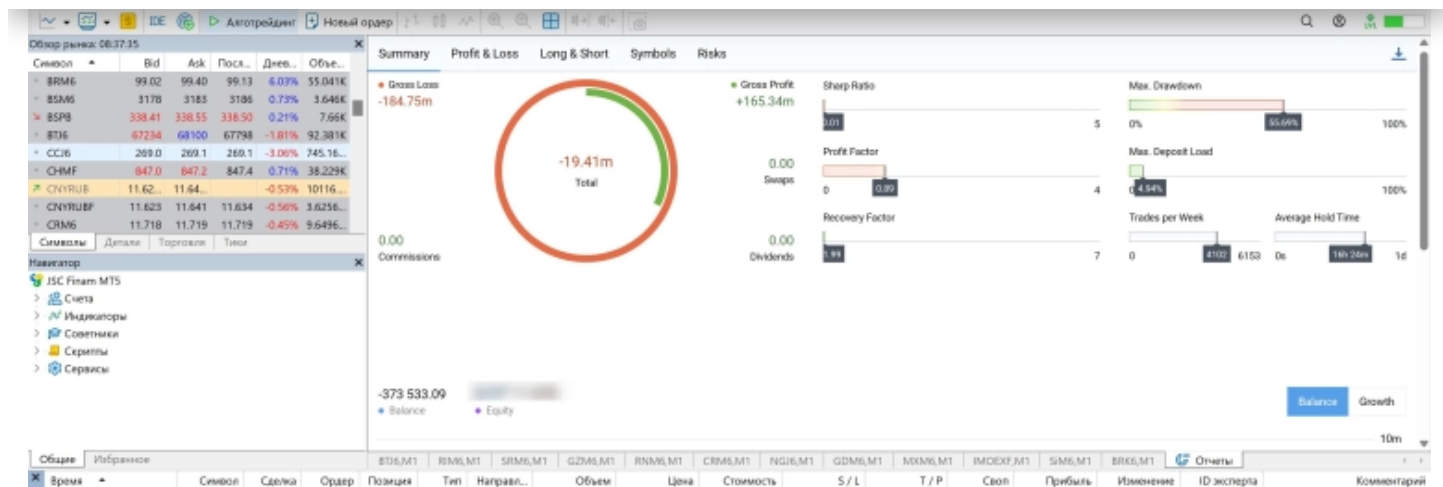 IDE Алготрейдинг Новый ордер
Обзор рынка: 08:37:35
Символ Bid Ask Посл... Днев... Объе...
BRM6 99.02 99.40 99.13 6.03% 55.041K
BSM6 3178 3183 3186 0.73% 3.646K
BSPB 338.41 338.55 338.50 0.21% 7.66K
BTJ6 67234 68100 67798 -1.81% 92.381K
CCJ6 269.0 269.1 269.1 -3.06% 745.16...
CHMF 847.0 847.2 847.4 0.71% 38.229K
CNYRUB 11.62... 11.64... -0.53% 10116....
CNYRUBF 11.623 11.641 11.634 -0.56% 3.6256...
CRM6 11.718 11.719 11.719 -0.45% 9.6496...
Символы Детали Торговля Тики
Навигатор
JSC Finam MT5
Счета
Индикаторы
Советники
Скрипты
Сервисы
Общие Избранное
Summary Profit & Loss Long & Short Symbols Risks
Gross Loss
-184.75m
Gross Profit
+165.34m
-19.41m
Total
0.00
Swaps
0.00
Commissions
0.00
Dividends
Sharp Ratio
0.01 5
Profit Factor
0 0.89 4
Recovery Factor
1.99 7
Max. Drawdown
0% 55.69% 100%
Max. Deposit Load
4.94% 100%
Trades per Week
0 4102 6153
Average Hold Time
0s 16h 24m 1d
-373 533.09
Balance Equity
Balance Growth
10m
BTJ6,M1 RIM6,M1 SRM6,M1 GZM6,M1 RNM6,M1 CRM6,M1 NGJ6,M1 GDM6,M1 MXM6,M1 IMOEXF,M1 SiM6,M1 BRK6,M1 Отчеты
Время Символ Сделка Ордер Позиция Тип Направл... Объем Цена Стоимость S / L T / P Своп Прибыль Изменение ID эксперта Комментарий